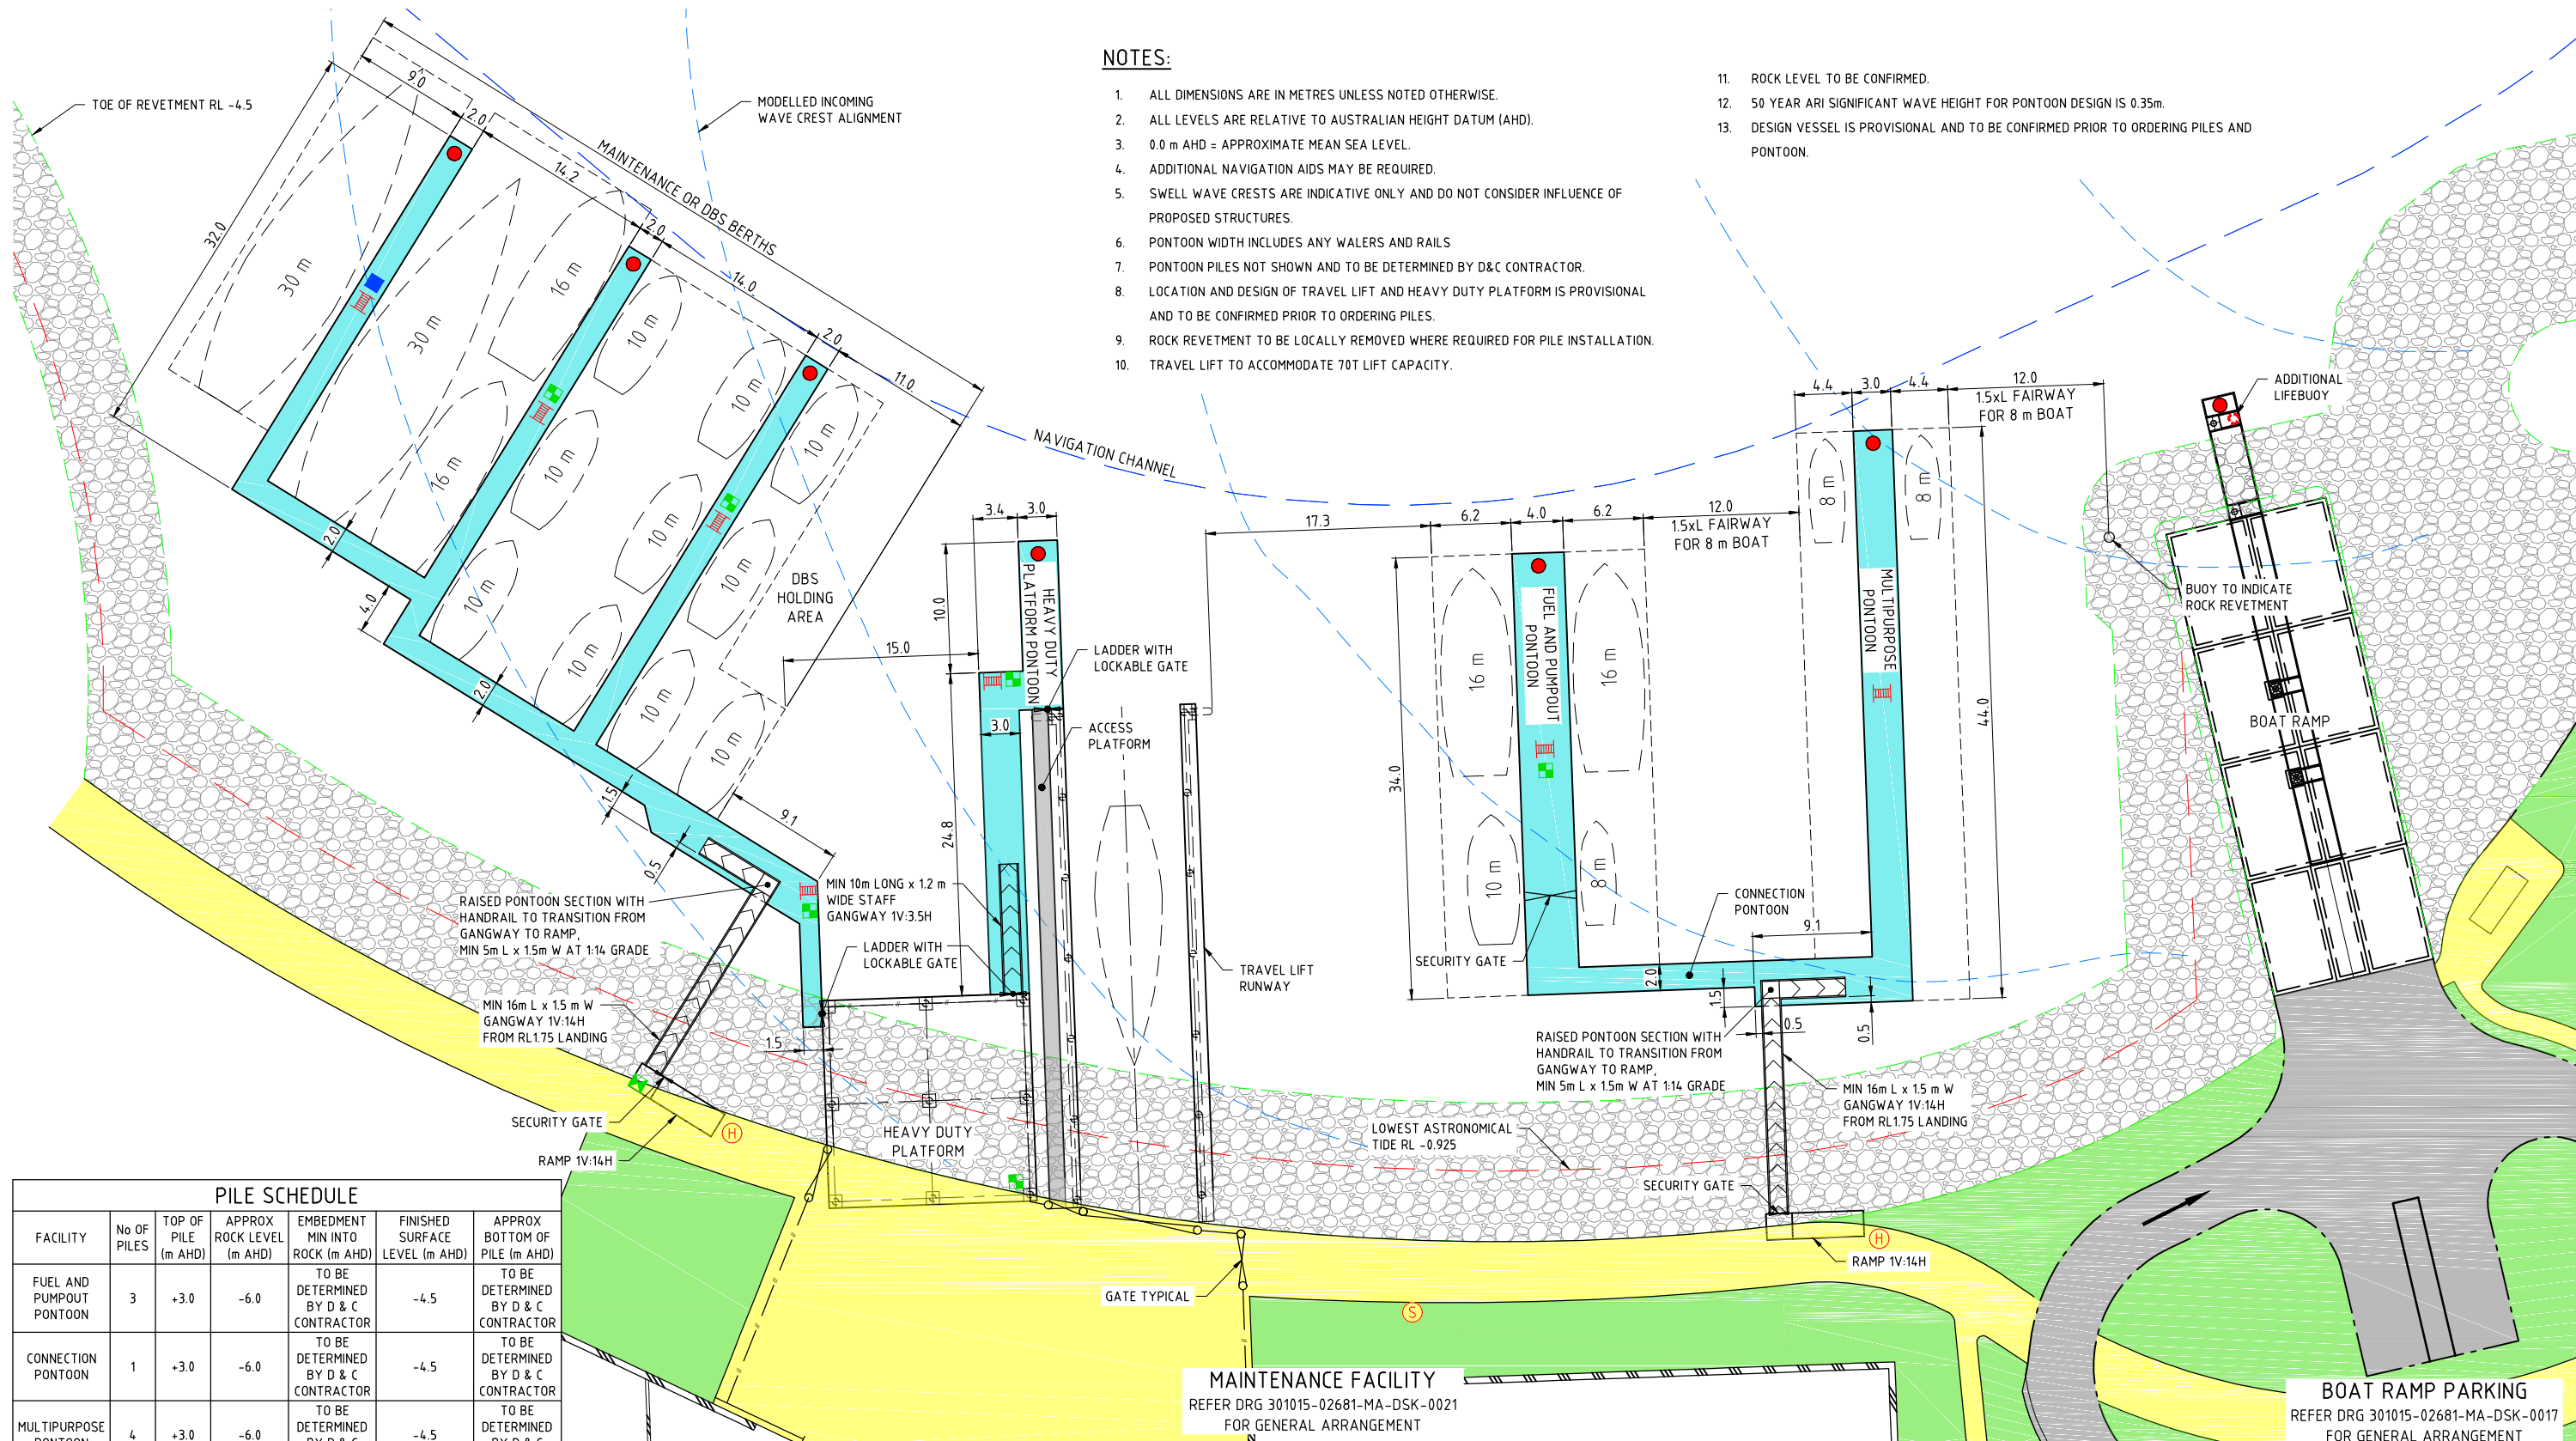 NOTES:
1. ALL DIMENSIONS ARE IN METRES UNLESS NOTED OTHERWISE.
2. ALL LEVELS ARE RELATIVE TO AUSTRALIAN HEIGHT DATUM (AHD).
3. 0.0 m AHD = APPROXIMATE MEAN SEA LEVEL.
4. ADDITIONAL NAVIGATION AIDS MAY BE REQUIRED.
5. SWELL WAVE CRESTS ARE INDICATIVE ONLY AND DO NOT CONSIDER INFLUENCE OF
PROPOSED STRUCTURES.
6. PONTOON WIDTH INCLUDES ANY WALERS AND RAILS
7. PONTOON PILES NOT SHOWN AND TO BE DETERMINED BY D&C CONTRACTOR.
8. LOCATION AND DESIGN OF TRAVEL LIFT AND HEAVY DUTY PLATFORM IS PROVISIONAL
AND TO BE CONFIRMED PRIOR TO ORDERING PILES.
9. ROCK REVETMENT TO BE LOCALLY REMOVED WHERE REQUIRED FOR PILE INSTALLATION.
10. TRAVEL LIFT TO ACCOMMODATE 70T LIFT CAPACITY.
11. ROCK LEVEL TO BE CONFIRMED.
12. 50 YEAR ARI SIGNIFICANT WAVE HEIGHT FOR PONTOON DESIGN IS 0.35m.
13. DESIGN VESSEL IS PROVISIONAL AND TO BE CONFIRMED PRIOR TO ORDERING PILES AND
PONTOON.
TOE OF REVETMENT RL -4.5
MODELLED INCOMING
WAVE CREST ALIGNMENT
MAINTENANCE OR DBS BERTHS
9.0
2.0
14.2
2.0
14.0
2.0
11.0
32.0
30 m
30 m
16 m
16 m
10 m
10 m
10 m
10 m
10 m
10 m
10 m
10 m
10 m
10 m
10 m
2.0
4.0
2.0
1.5
0.5
9.1
DBS
HOLDING
AREA
15.0
NAVIGATION CHANNEL
3.4
3.0
10.0
HEAVY DUTY
PLATFORM PONTOON
3.0
24.8
LADDER WITH
LOCKABLE GATE
ACCESS
PLATFORM
17.3
6.2
4.0
6.2
12.0
1.5xL FAIRWAY
FOR 8 m BOAT
4.4
3.0
4.4
12.0
1.5xL FAIRWAY
FOR 8 m BOAT
8 m
8 m
FUEL AND PUMPOUT
PONTOON
MULTIPURPOSE
PONTOON
16 m
16 m
10 m
8 m
34.0
44.0
ADDITIONAL
LIFEBUOY
BUOY TO INDICATE
ROCK REVETMENT
BOAT RAMP
CONNECTION
PONTOON
9.1
2.0
1.5
0.5
0.5
SECURITY GATE
RAISED PONTOON SECTION WITH
HANDRAIL TO TRANSITION FROM
GANGWAY TO RAMP,
MIN 5m L x 1.5m W AT 1:14 GRADE
MIN 10m LONG x 1.2 m
WIDE STAFF
GANGWAY 1V:3.5H
LADDER WITH
LOCKABLE GATE
MIN 16m L x 1.5 m W
GANGWAY 1V:14H
FROM RL1.75 LANDING
1.5
SECURITY GATE
RAMP 1V:14H
H
HEAVY DUTY
PLATFORM
TRAVEL LIFT
RUNWAY
RAISED PONTOON SECTION WITH
HANDRAIL TO TRANSITION FROM
GANGWAY TO RAMP,
MIN 5m L x 1.5m W AT 1:14 GRADE
MIN 16m L x 1.5 m W
GANGWAY 1V:14H
FROM RL1.75 LANDING
LOWEST ASTRONOMICAL
TIDE RL -0.925
SECURITY GATE
H
RAMP 1V:14H
GATE TYPICAL
S
MAINTENANCE FACILITY
REFER DRG 301015-02681-MA-DSK-0021
FOR GENERAL ARRANGEMENT
BOAT RAMP PARKING
REFER DRG 301015-02681-MA-DSK-0017
FOR GENERAL ARRANGEMENT
PILE SCHEDULE
FACILITY
No OF
PILES
TOP OF
PILE
(m AHD)
APPROX
ROCK LEVEL
(m AHD)
EMBEDMENT
MIN INTO
ROCK (m AHD)
FINISHED
SURFACE
LEVEL (m AHD)
APPROX
BOTTOM OF
PILE (m AHD)
FUEL AND
PUMPOUT
PONTOON
3
+3.0
-6.0
TO BE
DETERMINED
BY D & C
CONTRACTOR
-4.5
TO BE
DETERMINED
BY D & C
CONTRACTOR
CONNECTION
PONTOON
1
+3.0
-6.0
TO BE
DETERMINED
BY D & C
CONTRACTOR
-4.5
TO BE
DETERMINED
BY D & C
CONTRACTOR
MULTIPURPOSE
PONTOON
4
+3.0
-6.0
TO BE
DETERMINED
BY D & C
-4.5
TO BE
DETERMINED
BY D & C